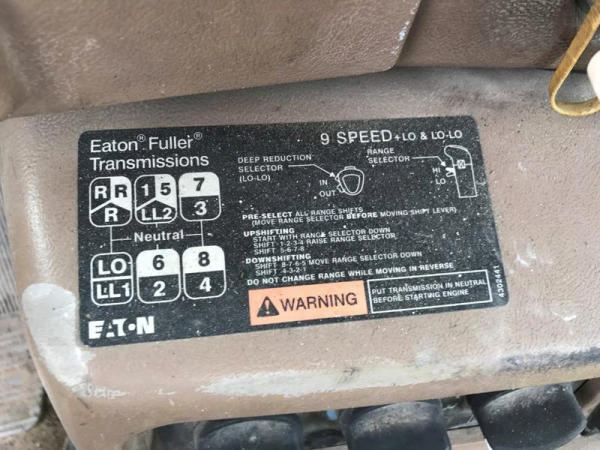 Eaton® Fuller®
Transmissions
9 SPEED +LO & LO-LO
DEEP REDUCTION
SELECTOR
(LO-LO)
IN
OUT
RANGE
SELECTOR
HI
LO
R R 1 5 7
R LL2 3
Neutral
LO 6 8
LL1 2 4
PRE-SELECT ALL RANGE SHIFTS
(MOVE RANGE SELECTOR BEFORE MOVING SHIFT LEVER)
UPSHIFTING
START WITH RANGE SELECTOR DOWN
SHIFT -1-2-3-4 RAISE RANGE SELECTOR.
SHIFT 5-6-7-8
DOWNSHIFTING
SHIFT 8-7-6-5 MOVE RANGE SELECTOR DOWN
SHIFT 4-3-2-1
DO NOT CHANGE RANGE WHILE MOVING IN REVERSE
WARNING
PUT TRANSMISSION IN NEUTRAL
BEFORE STARTING ENGINE
4302441
EATON